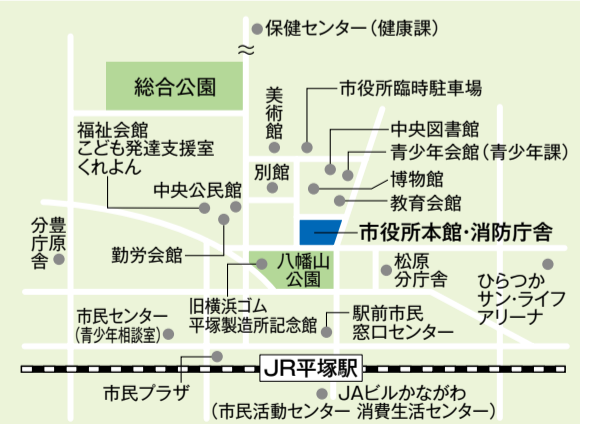 保健センター（健康課）
総合公園
美術館
市役所臨時駐車場
中央図書館
青少年会館（青少年課）
福祉会館
こども発達支援室
くれよん
別館
博物館
中央公民館
教育会館
市役所本館・消防庁舎
豊原
分庁舎
勤労会館
八幡山
公園
松原
分庁舎
ひらつか
サン・ライフ
アリーナ
旧横浜ゴム
平塚製造所記念館
駅前市民
窓口センター
市民センター
（青少年相談室）
JR平塚駅
市民プラザ
JAビルかながわ
（市民活動センター 消費生活センター）